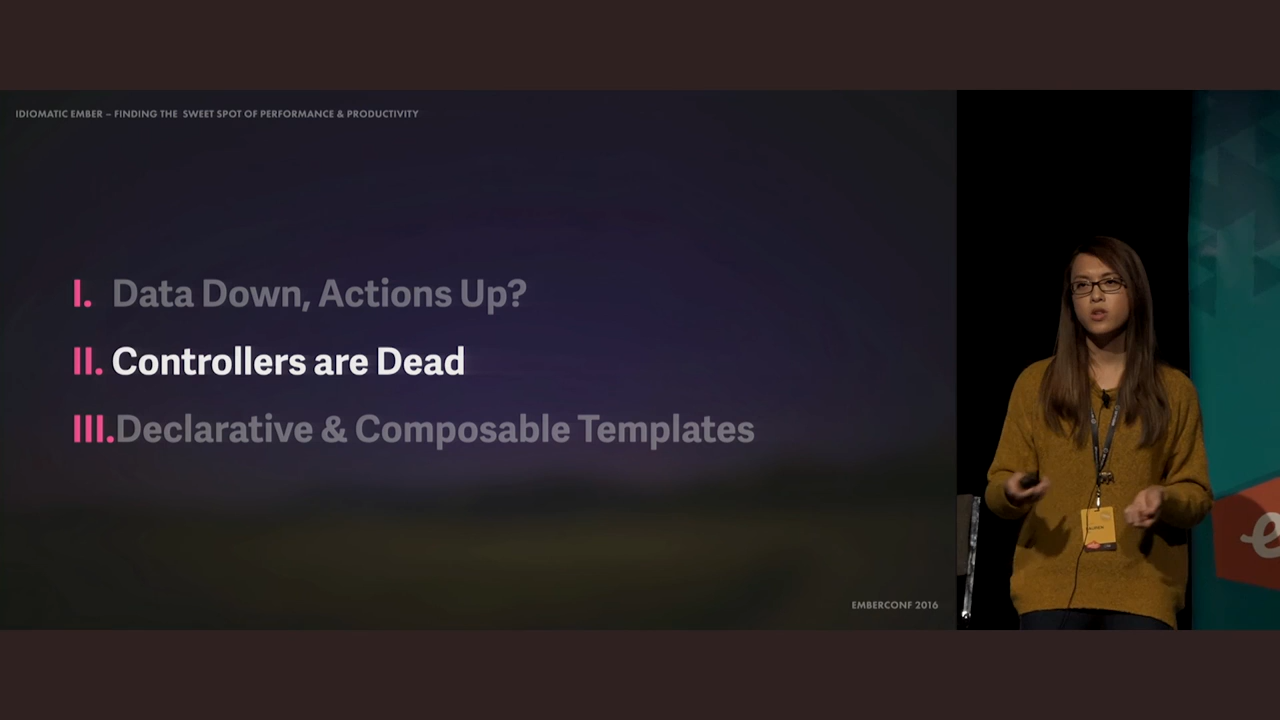 IDIOMATIC EMBER – FINDING THE SWEET SPOT OF PERFORMANCE & PRODUCTIVITY
I. Data Down, Actions Up?
II. Controllers are Dead
III.Declarative & Composable Templates
EMBERCONF 2016
e